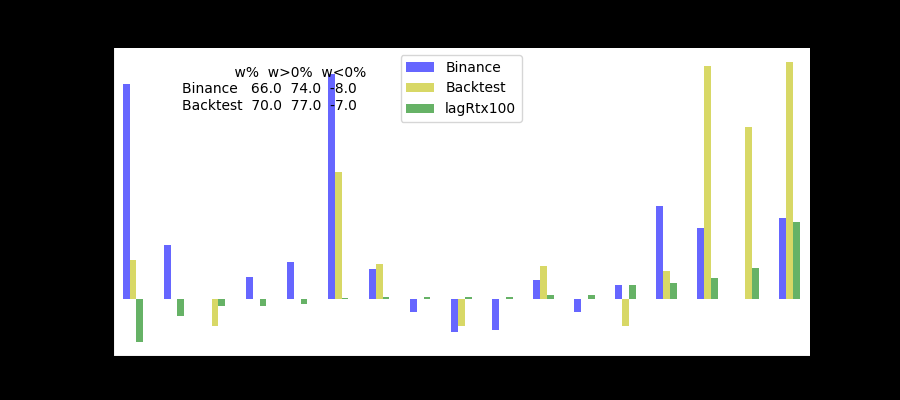 w%  w>0%  w<0%
Binance  66.0  74.0  -8.0
Backtest  70.0  77.0  -7.0
Binance
Backtest
lagRtx100